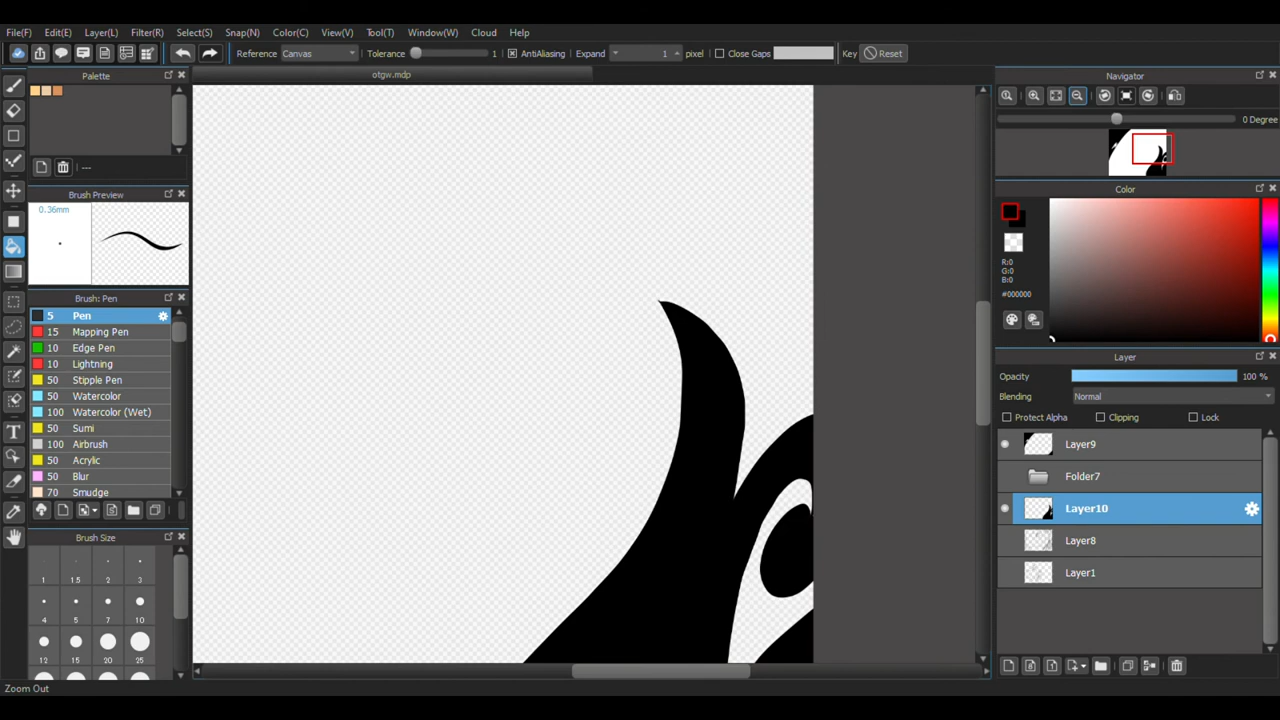 File(F) Edit(E) Layer(L) Filter(R) Select(S) Snap(N) Color(C) View(V) Tool(T) Window(W) Cloud Help
Reference Canvas Tolerance 1 AntiAliasing Expand 1 pixel Close Gaps Key Reset
Palette
otgw.mdp
Navigator
0 Degree
---
Brush Preview
0.36mm
Color
R:0
G:0
B:0
#000000
Brush: Pen
5 Pen
15 Mapping Pen
10 Edge Pen
10 Lightning
50 Stipple Pen
50 Watercolor
100 Watercolor (Wet)
50 Sumi
100 Airbrush
50 Acrylic
50 Blur
70 Smudge
Layer
Opacity 100 %
Blending Normal
Protect Alpha Clipping Lock
Layer9
Folder7
Layer10
Layer8
Layer1
Brush Size
1 1.5 2 3
4 5 7 10
12 15 20 25
Zoom Out